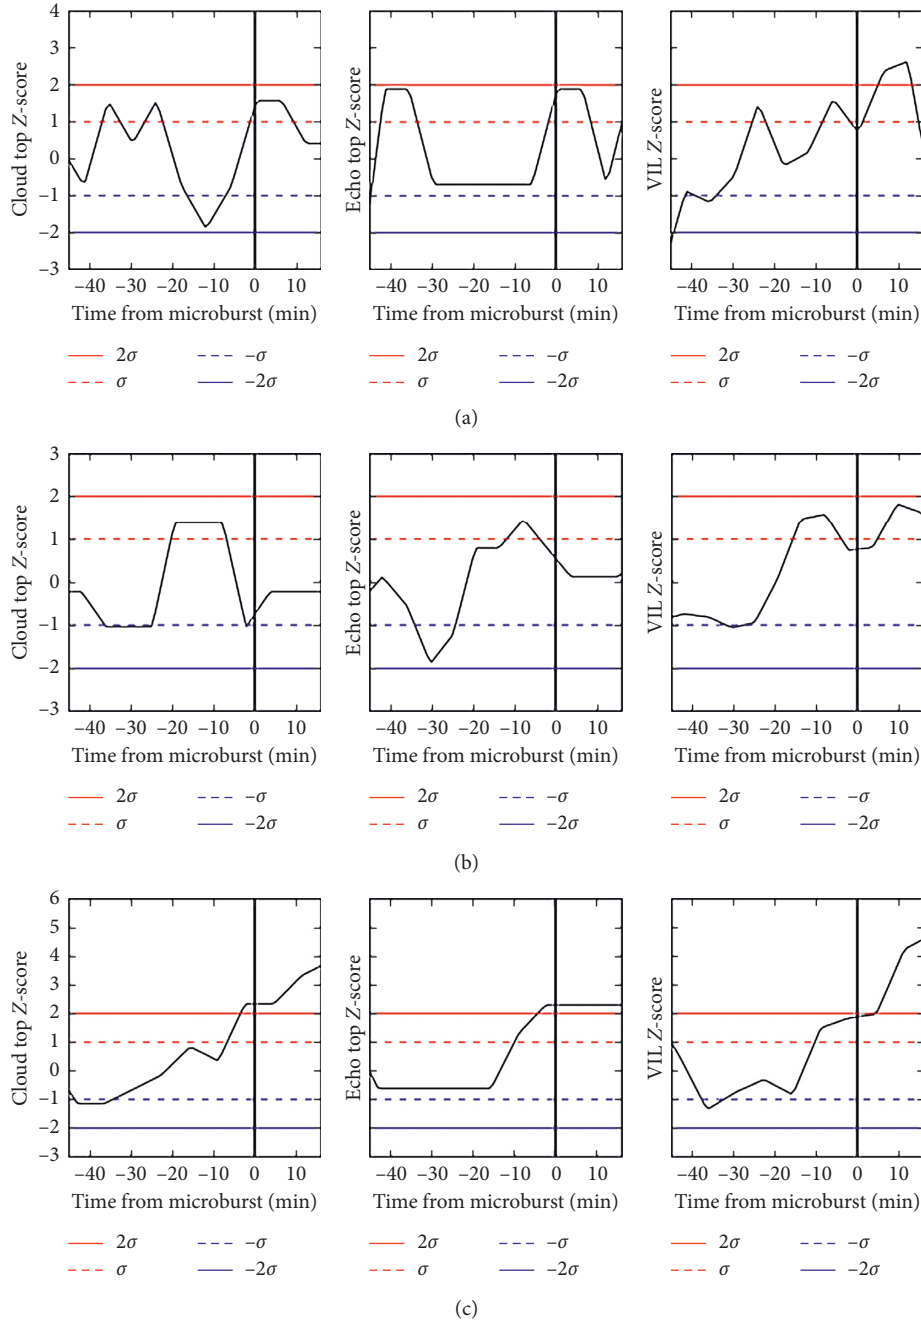 4
3
2
1
0
−1
−2
−3
Cloud top Z-score
Echo top Z-score
VIL Z-score
−40 −30 −20 −10 0 10 −40 −30 −20 −10 0 10 −40 −30 −20 −10 0 10
Time from microburst (min) Time from microburst (min) Time from microburst (min)
2σ −σ 2σ −σ 2σ −σ
σ −2σ σ −2σ σ −2σ
(a)
3
2
1
0
−1
−2
−3
Cloud top Z-score
Echo top Z-score
VIL Z-score
−40 −30 −20 −10 0 10 −40 −30 −20 −10 0 10 −40 −30 −20 −10 0 10
Time from microburst (min) Time from microburst (min) Time from microburst (min)
2σ −σ 2σ −σ 2σ −σ
σ −2σ σ −2σ σ −2σ
(b)
6
5
4
3
2
1
0
−1
−2
−3
Cloud top Z-score
Echo top Z-score
VIL Z-score
−40 −30 −20 −10 0 10 −40 −30 −20 −10 0 10 −40 −30 −20 −10 0 10
Time from microburst (min) Time from microburst (min) Time from microburst (min)
2σ −σ 2σ −σ 2σ −σ
σ −2σ σ −2σ σ −2σ
(c)